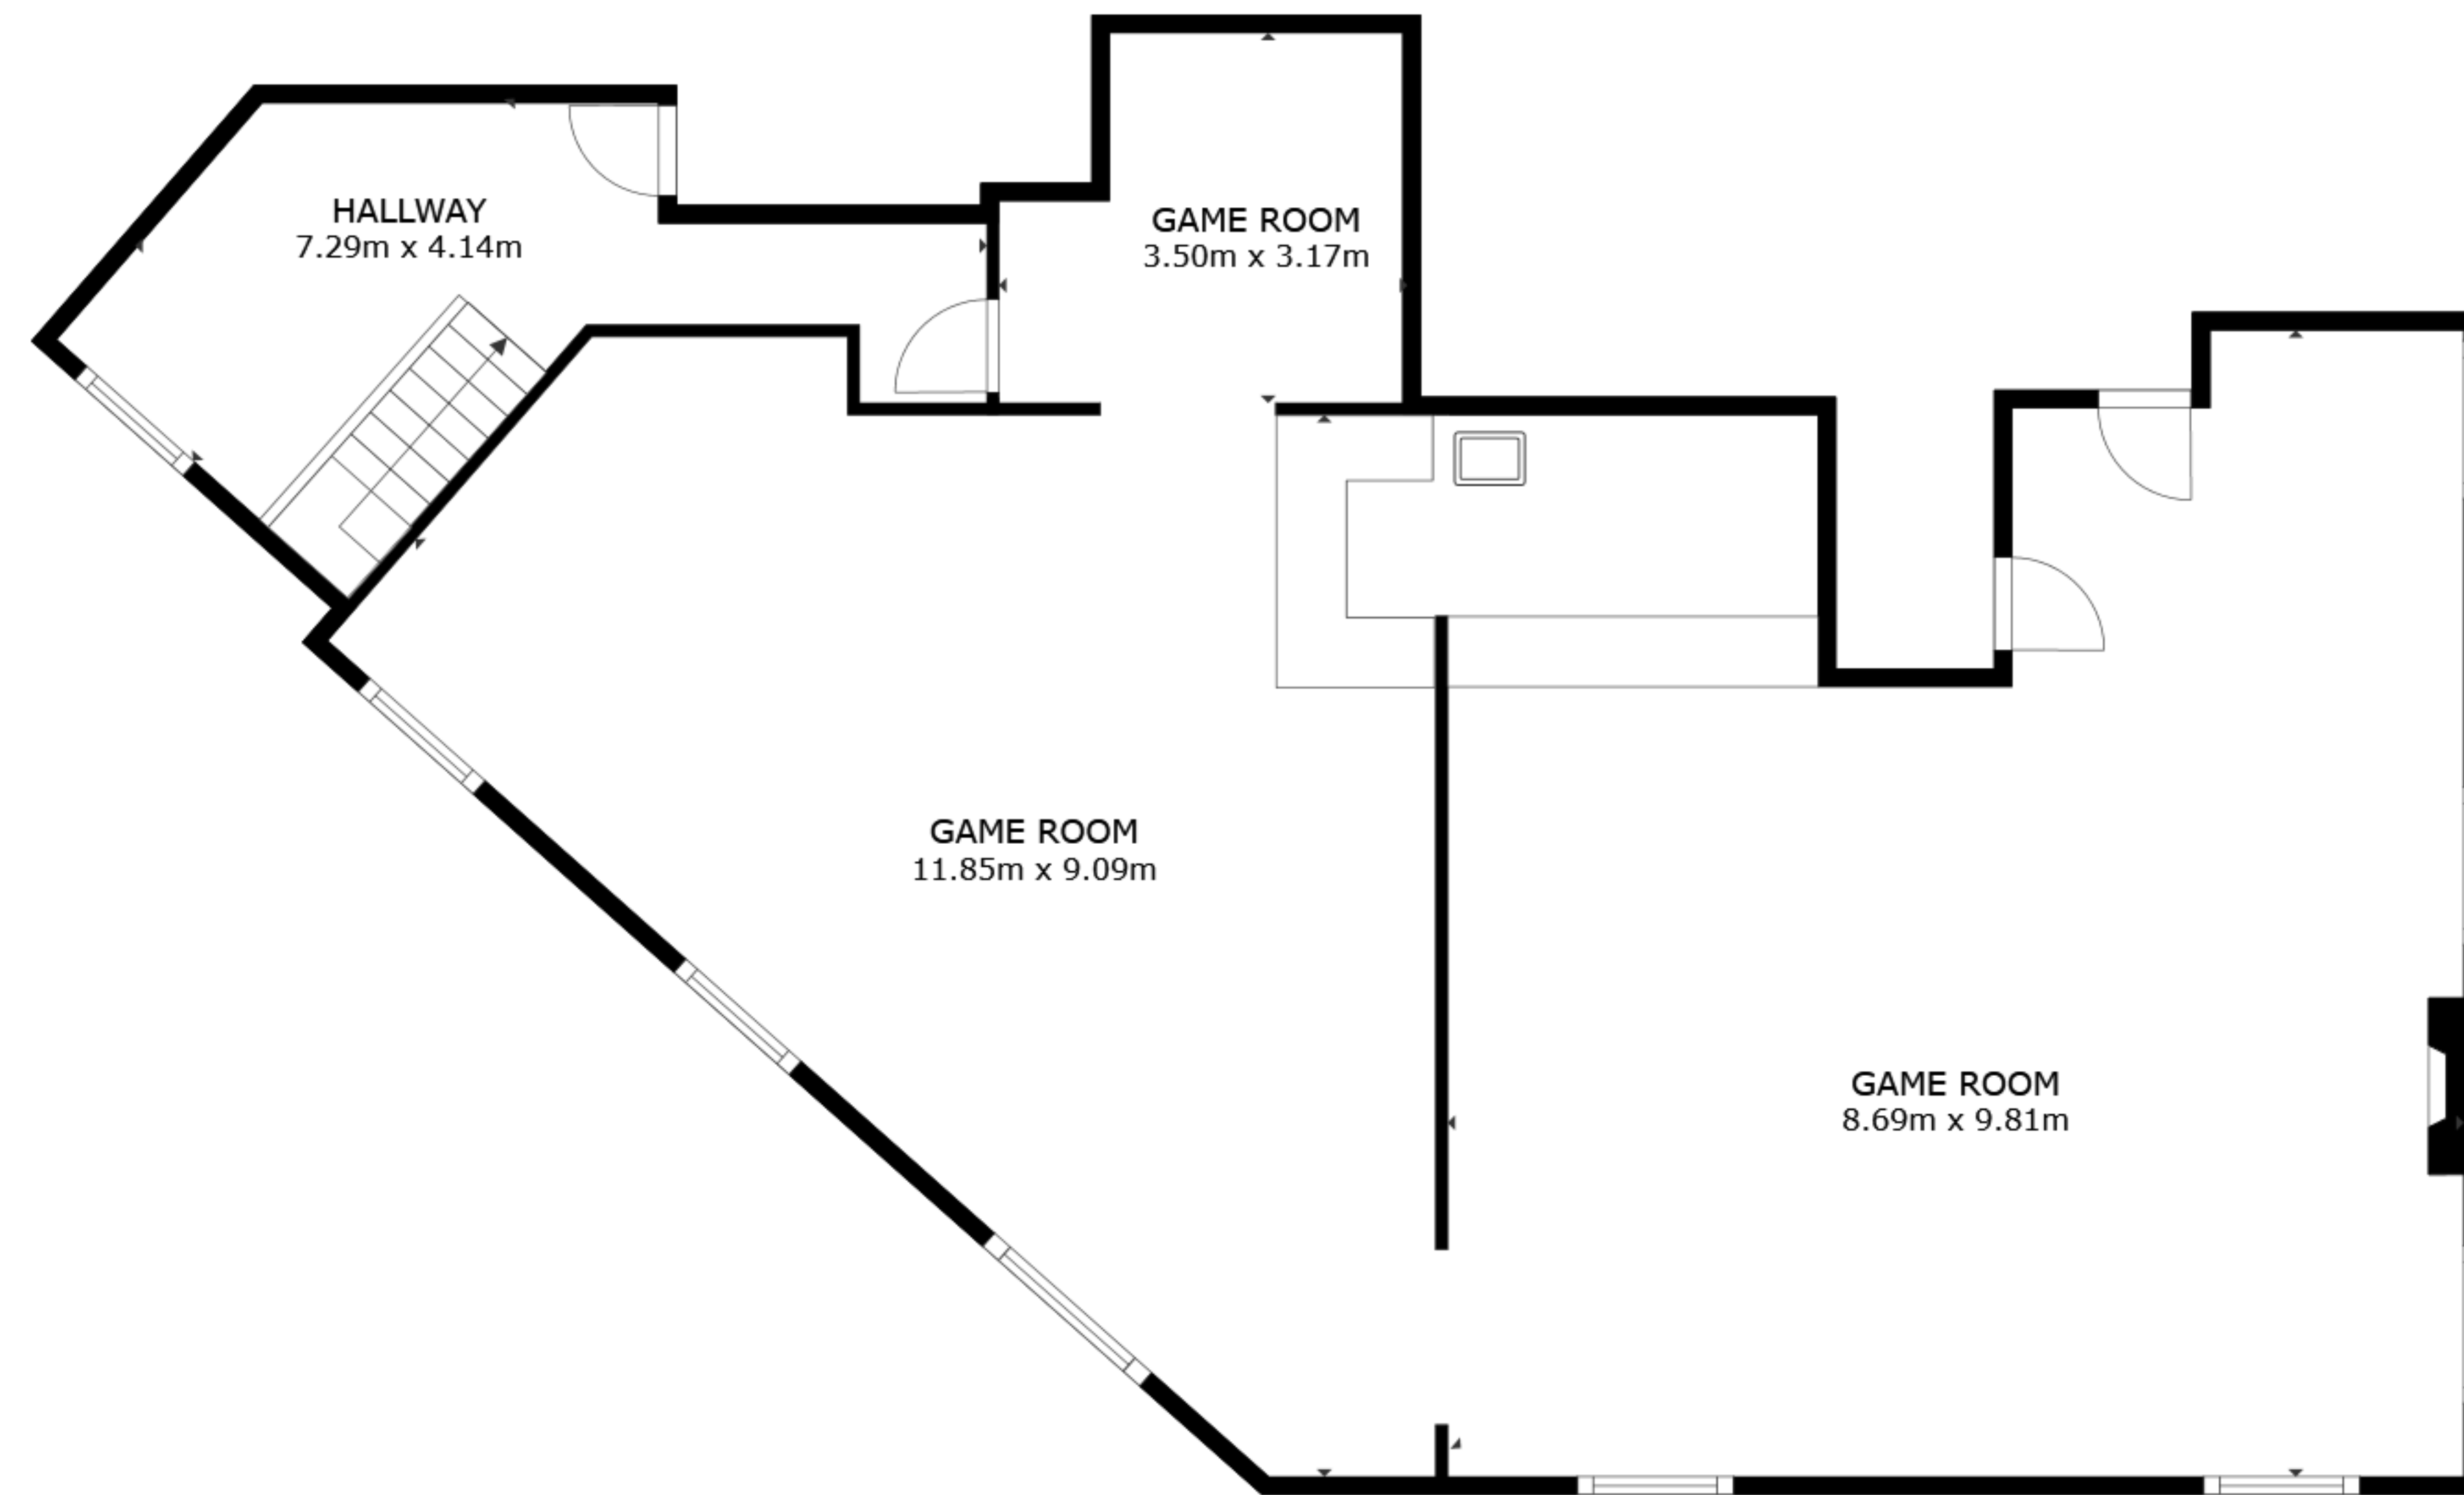 HALLWAY
7.29m x 4.14m
GAME ROOM
3.50m x 3.17m
GAME ROOM
11.85m x 9.09m
GAME ROOM
8.69m x 9.81m